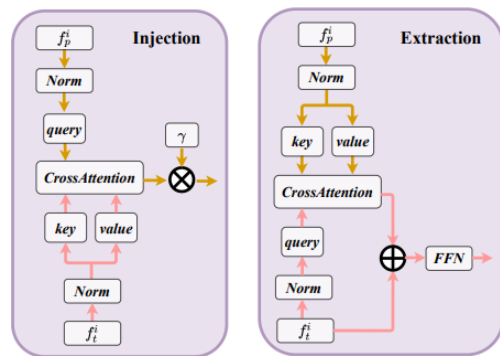 Injection
f_p^i
Norm
query
γ
CrossAttention
key value
Norm
f_t^i
Extraction
f_p^i
Norm
key value
CrossAttention
query
FFN
Norm
f_t^i